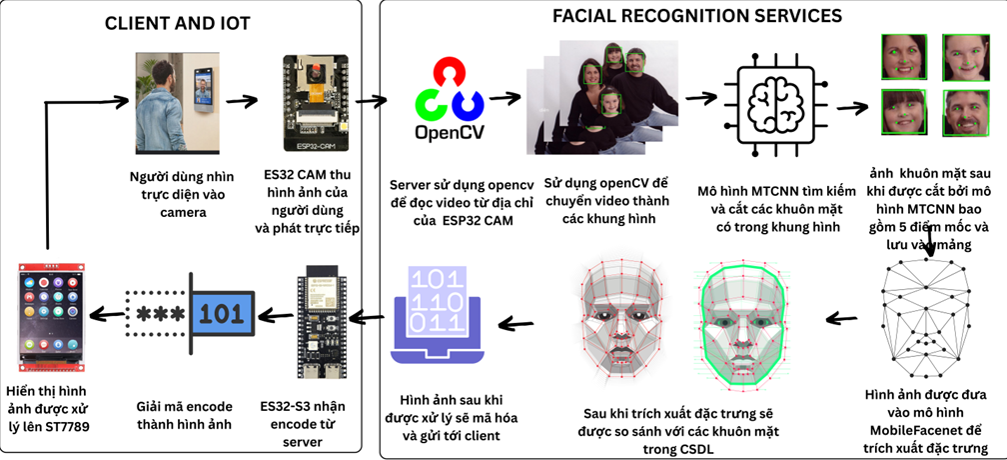 CLIENT AND IOT
FACIAL RECOGNITION SERVICES
OpenCV
ESP32-CAM
Người dùng nhìn
trực diện vào
camera
ES32 CAM thu
hình ảnh của
người dùng
và phát trực tiếp
Server sử dụng opencv
để đọc video từ địa chỉ
của ESP32 CAM
Sử dụng openCV để
chuyển video thành
các khung hình
Mô hình MTCNN tìm kiếm
và cắt các khuôn mặt
có trong khung hình
ảnh khuôn mặt sau
khi được cắt bởi mô
hình MTCNN bao
gồm 5 điểm mốc và
lưu vào mảng
***
101
101
110
011
Hiển thị hình
ảnh được xử
lý lên ST7789
Giải mã encode
thành hình ảnh
ES32-S3 nhận
encode từ
server
Hình ảnh sau khi
được xử lý sẽ mã hóa
và gửi tới client
Sau khi trích xuất đặc trưng sẽ
được so sánh với các khuôn mặt
trong CSDL
Hình ảnh được đưa
vào mô hình
MobileFacenet để
trích xuất đặc trưng